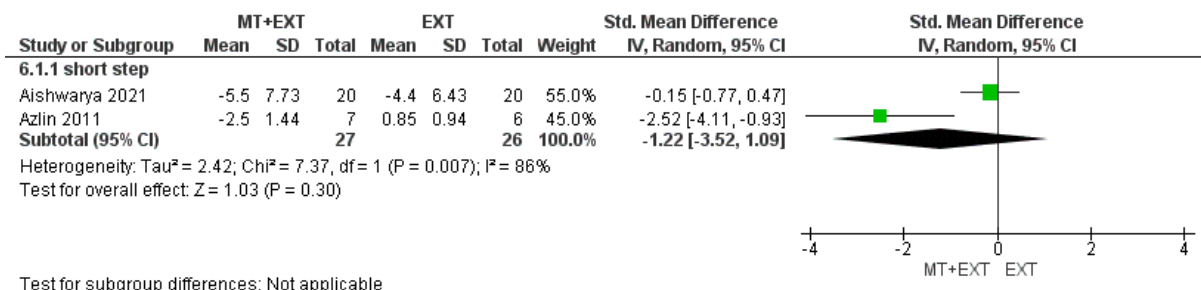 MT+EXT EXT Std. Mean Difference Std. Mean Difference
Study or Subgroup Mean SD Total Mean SD Total Weight IV, Random, 95% CI IV, Random, 95% CI
6.1.1 short step
Aishwarya 2021 -5.5 7.73 20 -4.4 6.43 20 55.0% -0.15 [-0.77, 0.47]
Azlin 2011 -2.5 1.44 7 0.85 0.94 6 45.0% -2.52 [-4.11, -0.93]
Subtotal (95% CI) 27 26 100.0% -1.22 [-3.52, 1.09]
Heterogeneity: Tau² = 2.42; Chi² = 7.37, df = 1 (P = 0.007); I² = 86%
Test for overall effect: Z = 1.03 (P = 0.30)
-4 -2 0 2 4
MT+EXT EXT
Test for subgroup differences: Not applicable